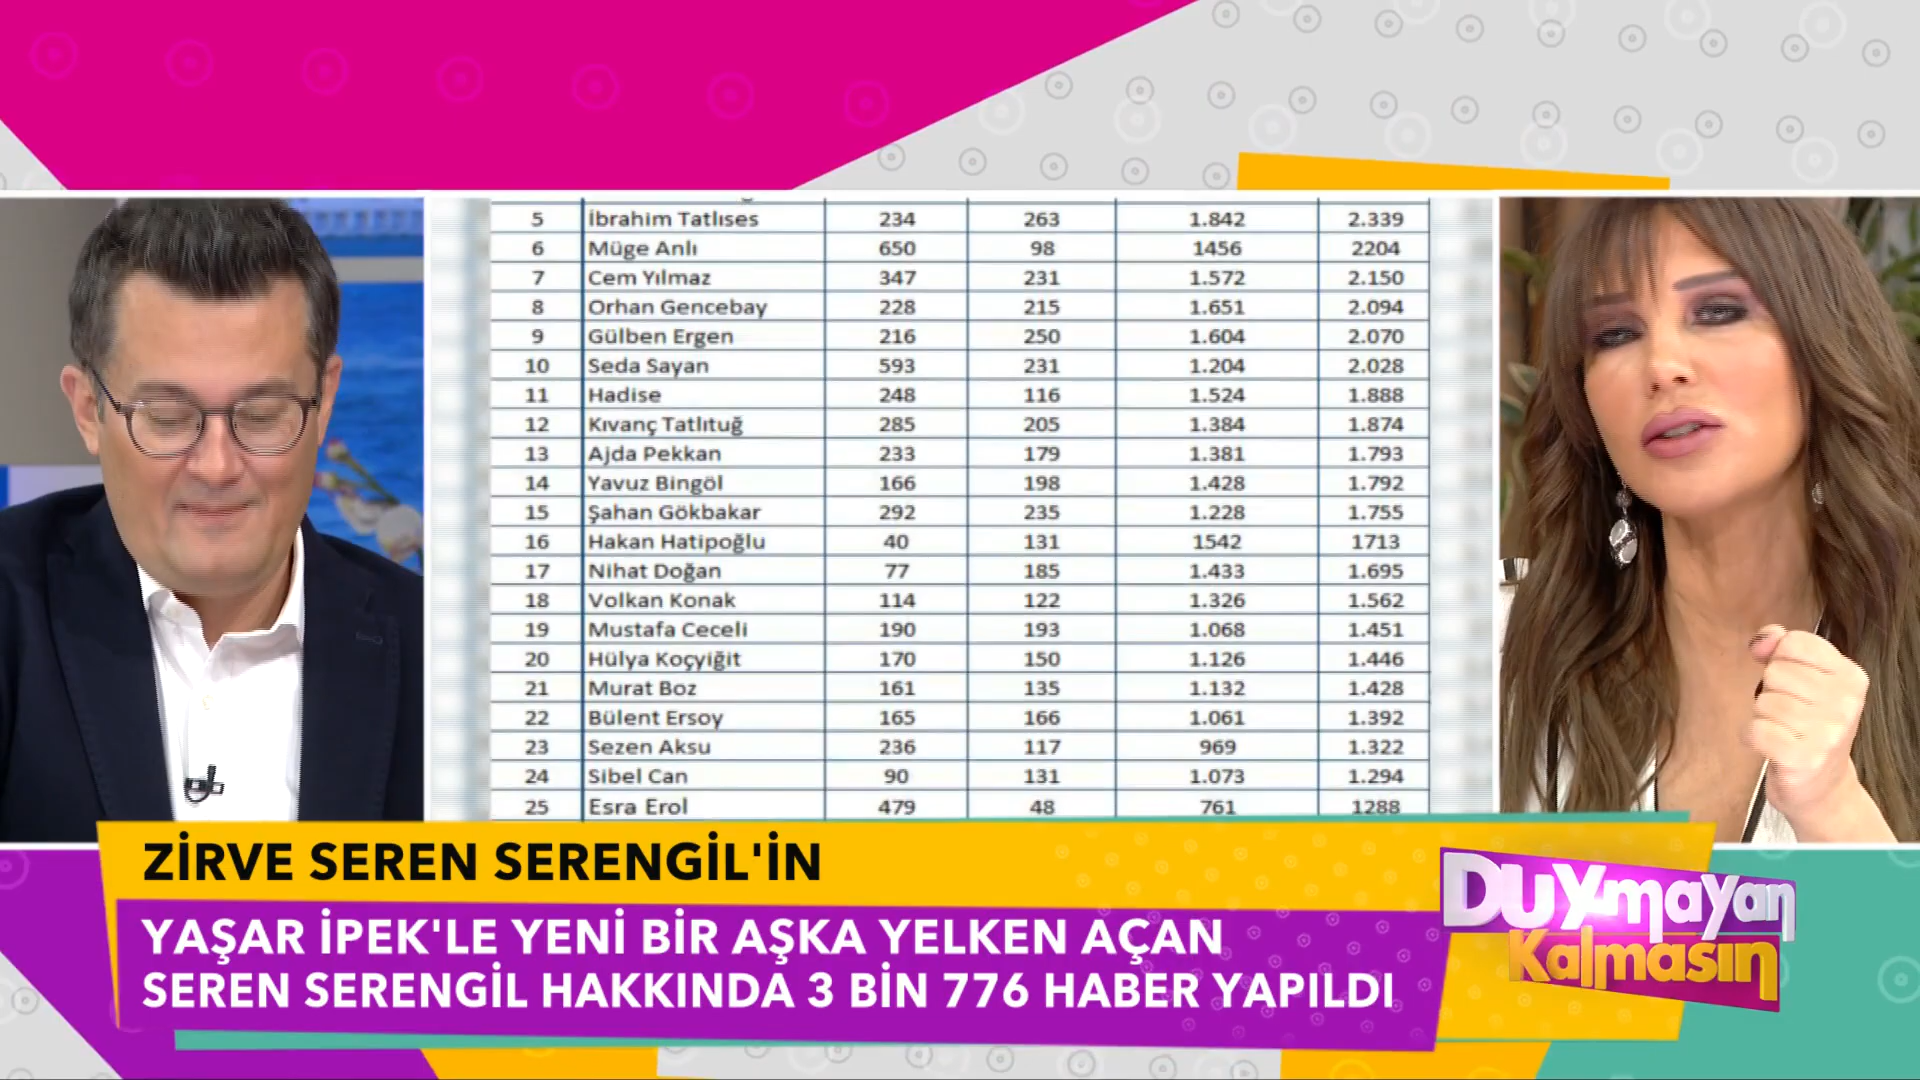 5 İbrahim Tatlıses 234 263 1.842 2.339
6 Müge Anlı 650 98 1456 2204
7 Cem Yılmaz 347 231 1.572 2.150
8 Orhan Gencebay 228 215 1.651 2.094
9 Gülben Ergen 216 250 1.604 2.070
10 Seda Sayan 593 231 1.204 2.028
11 Hadise 248 116 1.524 1.888
12 Kıvanç Tatlıtuğ 285 205 1.384 1.874
13 Ajda Pekkan 233 179 1.381 1.793
14 Yavuz Bingöl 166 198 1.428 1.792
15 Şahan Gökbakar 292 235 1.228 1.755
16 Hakan Hatipoğlu 40 131 1542 1713
17 Nihat Doğan 77 185 1.433 1.695
18 Volkan Konak 114 122 1.326 1.562
19 Mustafa Ceceli 190 193 1.068 1.451
20 Hülya Koçyiğit 170 150 1.126 1.446
21 Murat Boz 161 135 1.132 1.428
22 Bülent Ersoy 165 166 1.061 1.392
23 Sezen Aksu 236 117 969 1.322
24 Sibel Can 90 131 1.073 1.294
25 Esra Erol 479 48 761 1288
ZİRVE SEREN SERENGİL'İN
YAŞAR İPEK'LE YENİ BİR AŞKA YELKEN AÇAN
SEREN SERENGİL HAKKINDA 3 BİN 776 HABER YAPILDI
Duymayan
Kalmasın